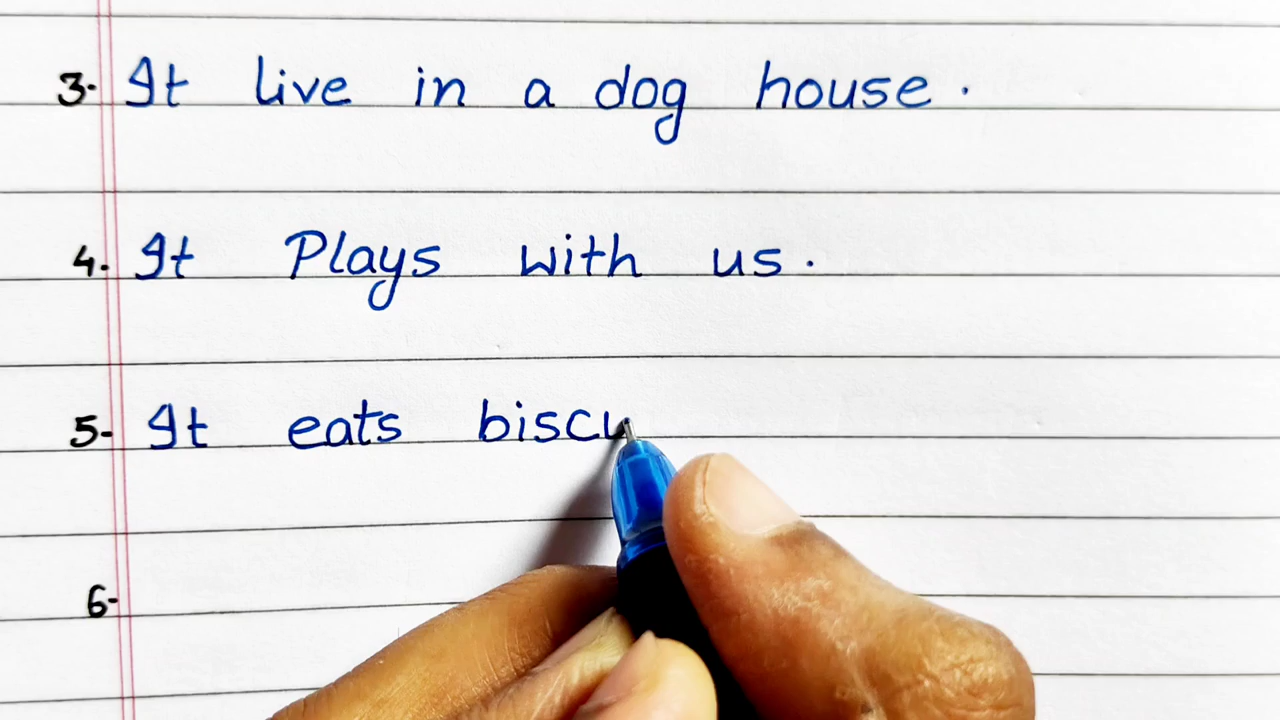 3. It live in a dog house.
4. It Plays with us.
5- It eats biscu
6-